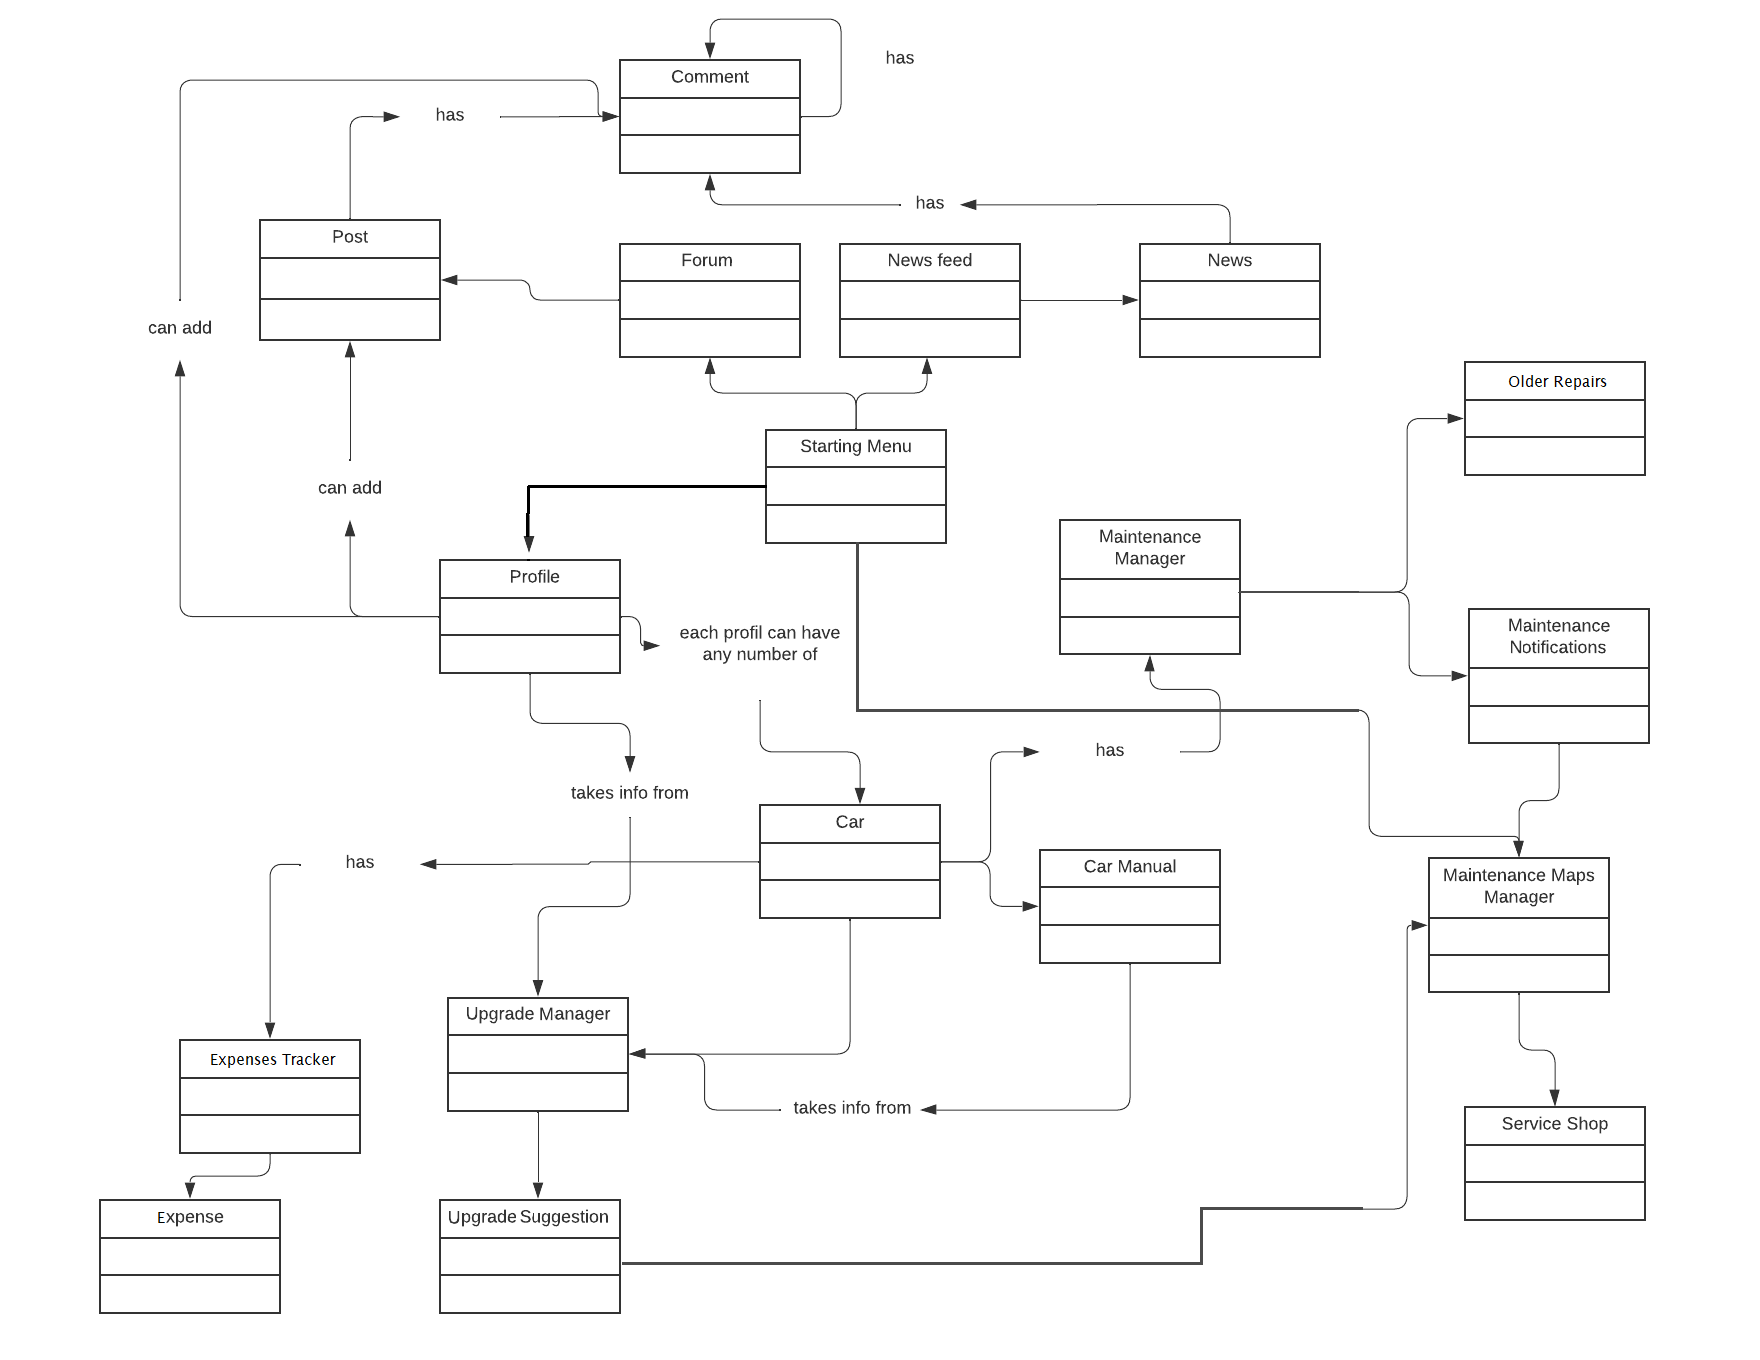 has
Comment
has
has
Post
Forum
News feed
News
can add
Older Repairs
Starting Menu
can add
Maintenance
Manager
Profile
each profil can have
any number of
Maintenance
Notifications
has
takes info from
Car
has
Car Manual
Maintenance Maps
Manager
Upgrade Manager
Expenses Tracker
takes info from
Service Shop
Expense
Upgrade Suggestion